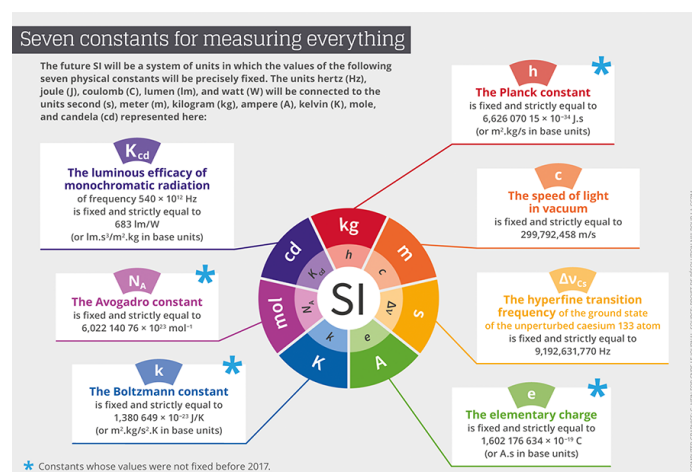 Seven constants for measuring everything
The future SI will be a system of units in which the values of the following
seven physical constants will be precisely fixed. The units hertz (Hz),
joule (J), coulomb (C), lumen (lm), and watt (W) will be connected to the
units second (s), meter (m), kilogram (kg), ampere (A), kelvin (K), mole,
and candela (cd) represented here:
h
*
The Planck constant
is fixed and strictly equal to
6,626 070 15 × 10⁻³⁴ J.s
(or m².kg/s in base units)
Kcd
The luminous efficacy of
monochromatic radiation
of frequency 540 × 10¹² Hz
is fixed and strictly equal to
683 lm/W
(or lm.s³/m².kg in base units)
c
The speed of light
in vacuum
is fixed and strictly equal to
299,792,458 m/s
NA
*
The Avogadro constant
is fixed and strictly equal to
6,022 140 76 × 10²³ mol⁻¹
ΔνCs
The hyperfine transition
frequency of the ground state
of the unperturbed caesium 133 atom
is fixed and strictly equal to
9,192,631,770 Hz
k
*
The Boltzmann constant
is fixed and strictly equal to
1,380 649 × 10⁻²³ J/K
(or m².kg/s².K in base units)
e
*
The elementary charge
is fixed and strictly equal to
1,602 176 634 × 10⁻¹⁹ C
(or A.s in base units)
kg
h
m
c
s
Δν
A
e
K
k
mol
NA
cd
Kcd
SI
* Constants whose values were not fixed before 2017.